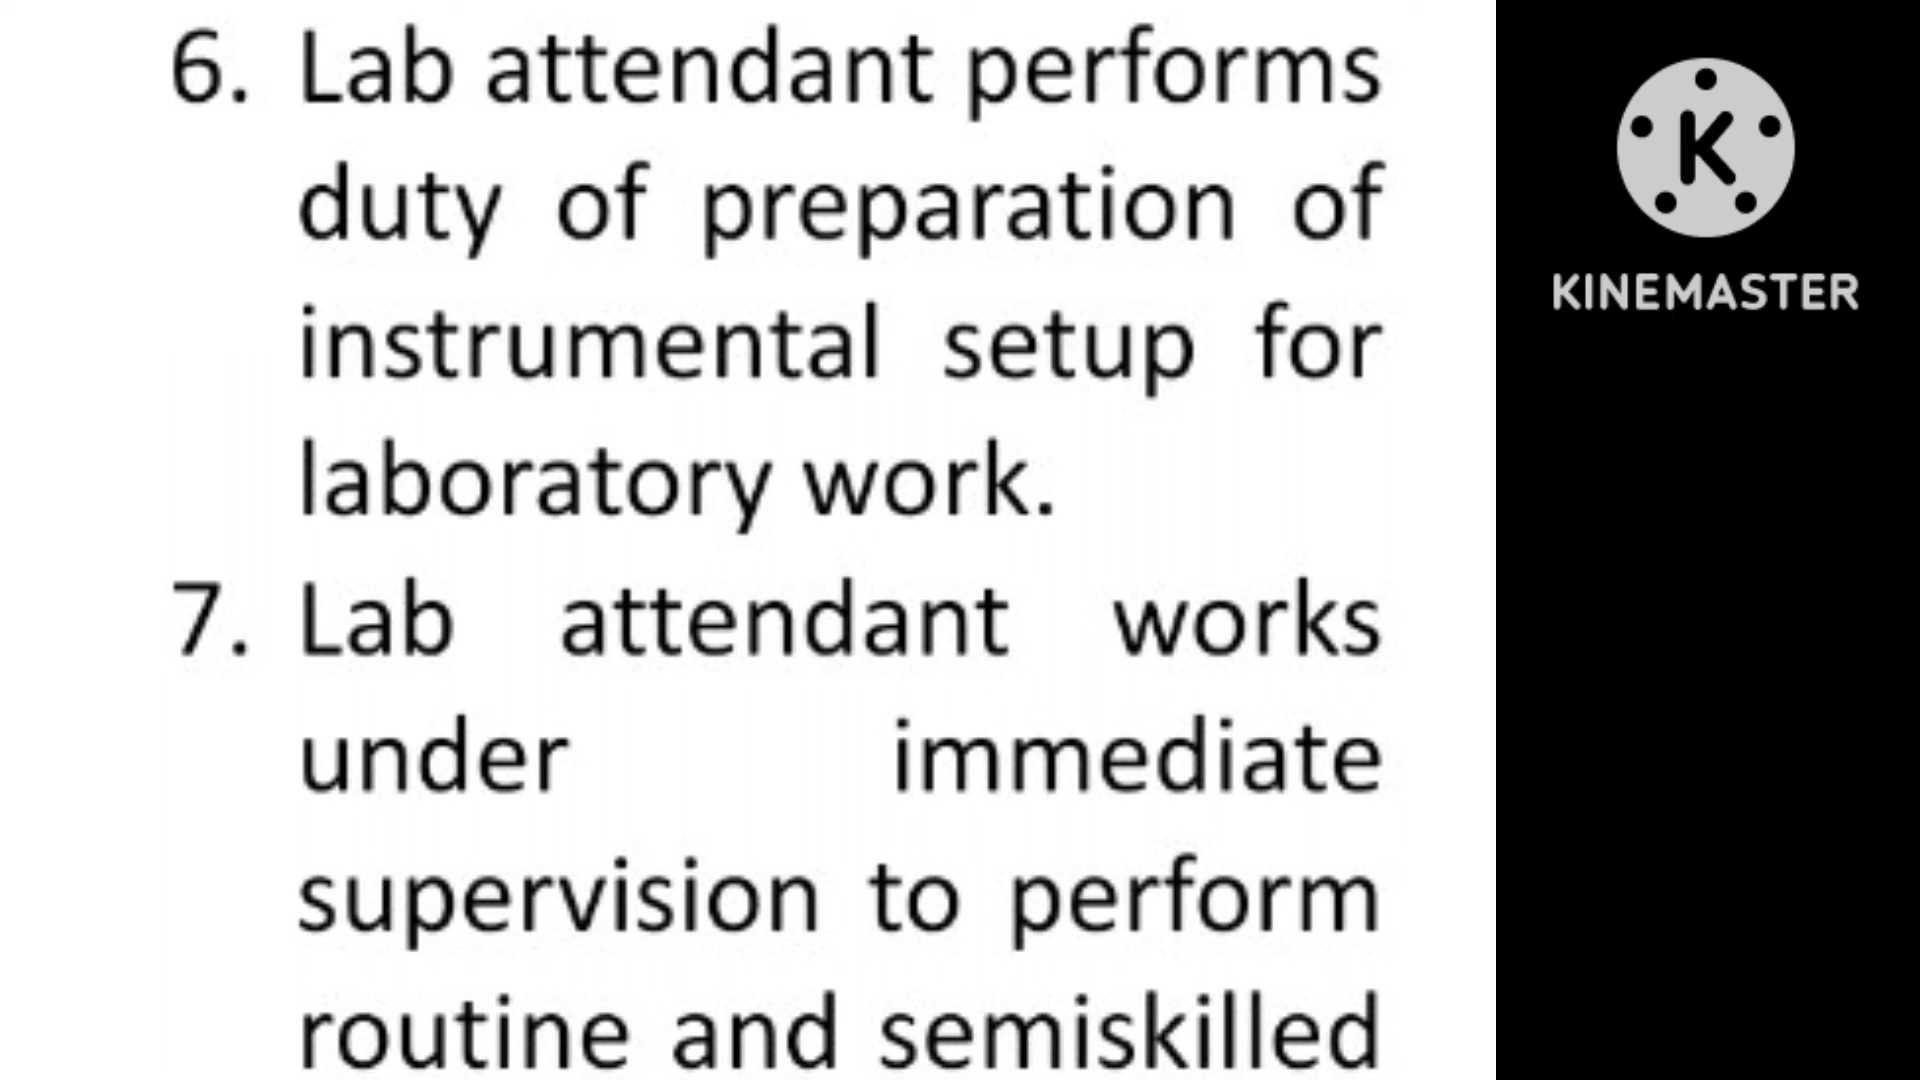 6. Lab attendant performs
duty of preparation of
instrumental setup for
laboratory work.
7. Lab attendant works
under immediate
supervision to perform
routine and semiskilled
K
KINEMASTER